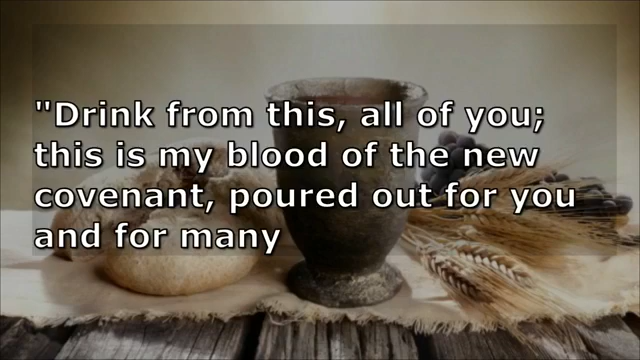 "Drink from this, all of you;
this is my blood of the new
covenant, poured out for you
and for many